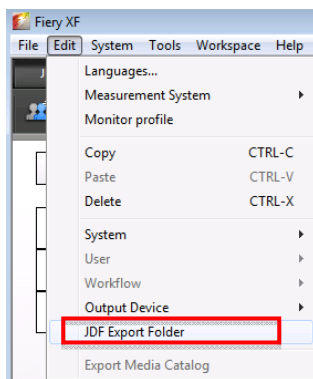 Fiery XF
File Edit System Tools Workspace Help
J
Languages...
Measurement System
Monitor profile
Copy CTRL-C
Paste CTRL-V
Delete CTRL-X
System
User
Workflow
Output Device
JDF Export Folder
Export Media Catalog